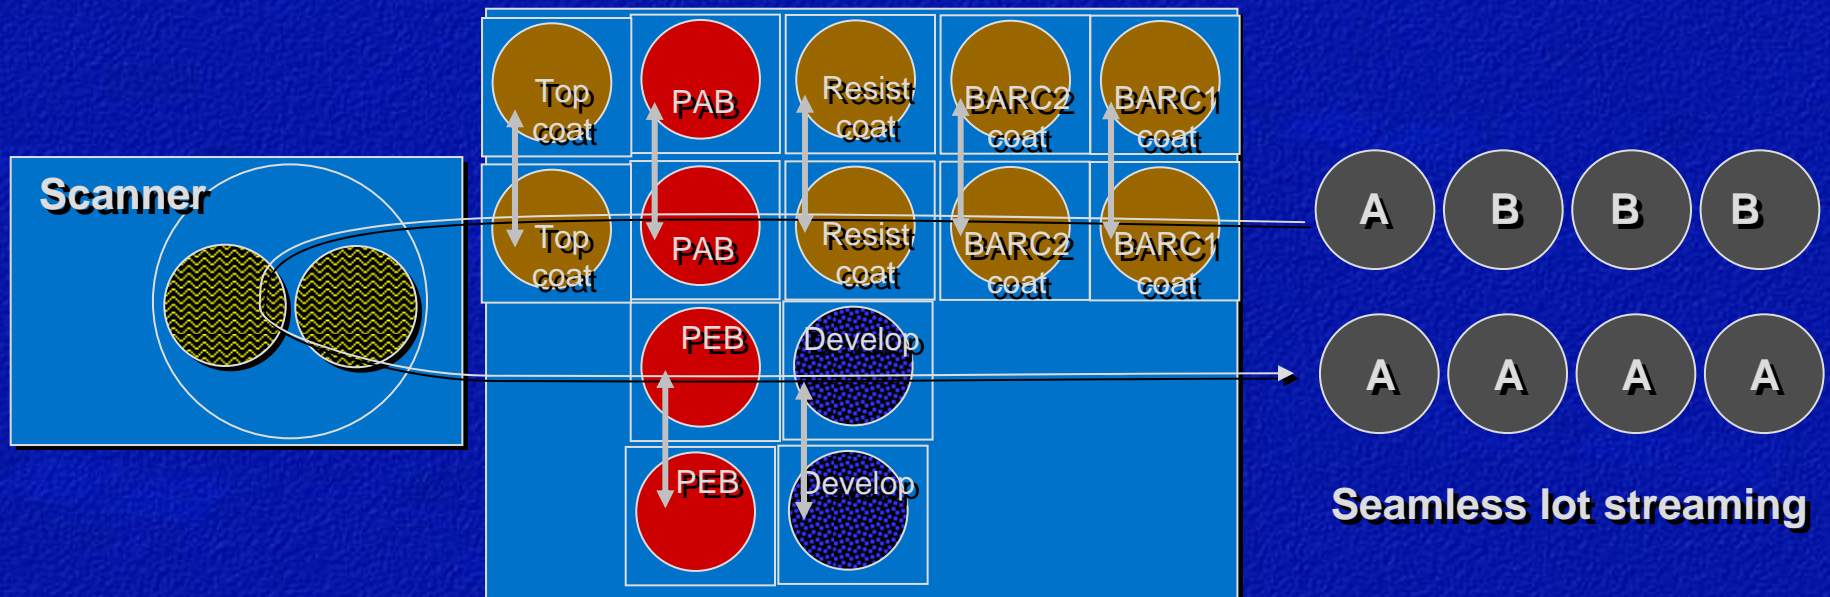 Scanner
Top
coat
PAB
Resist
coat
BARC2
coat
BARC1
coat
Top
coat
PAB
Resist
coat
BARC2
coat
BARC1
coat
PEB
Develop
PEB
Develop
A B B B
A A A A
Seamless lot streaming